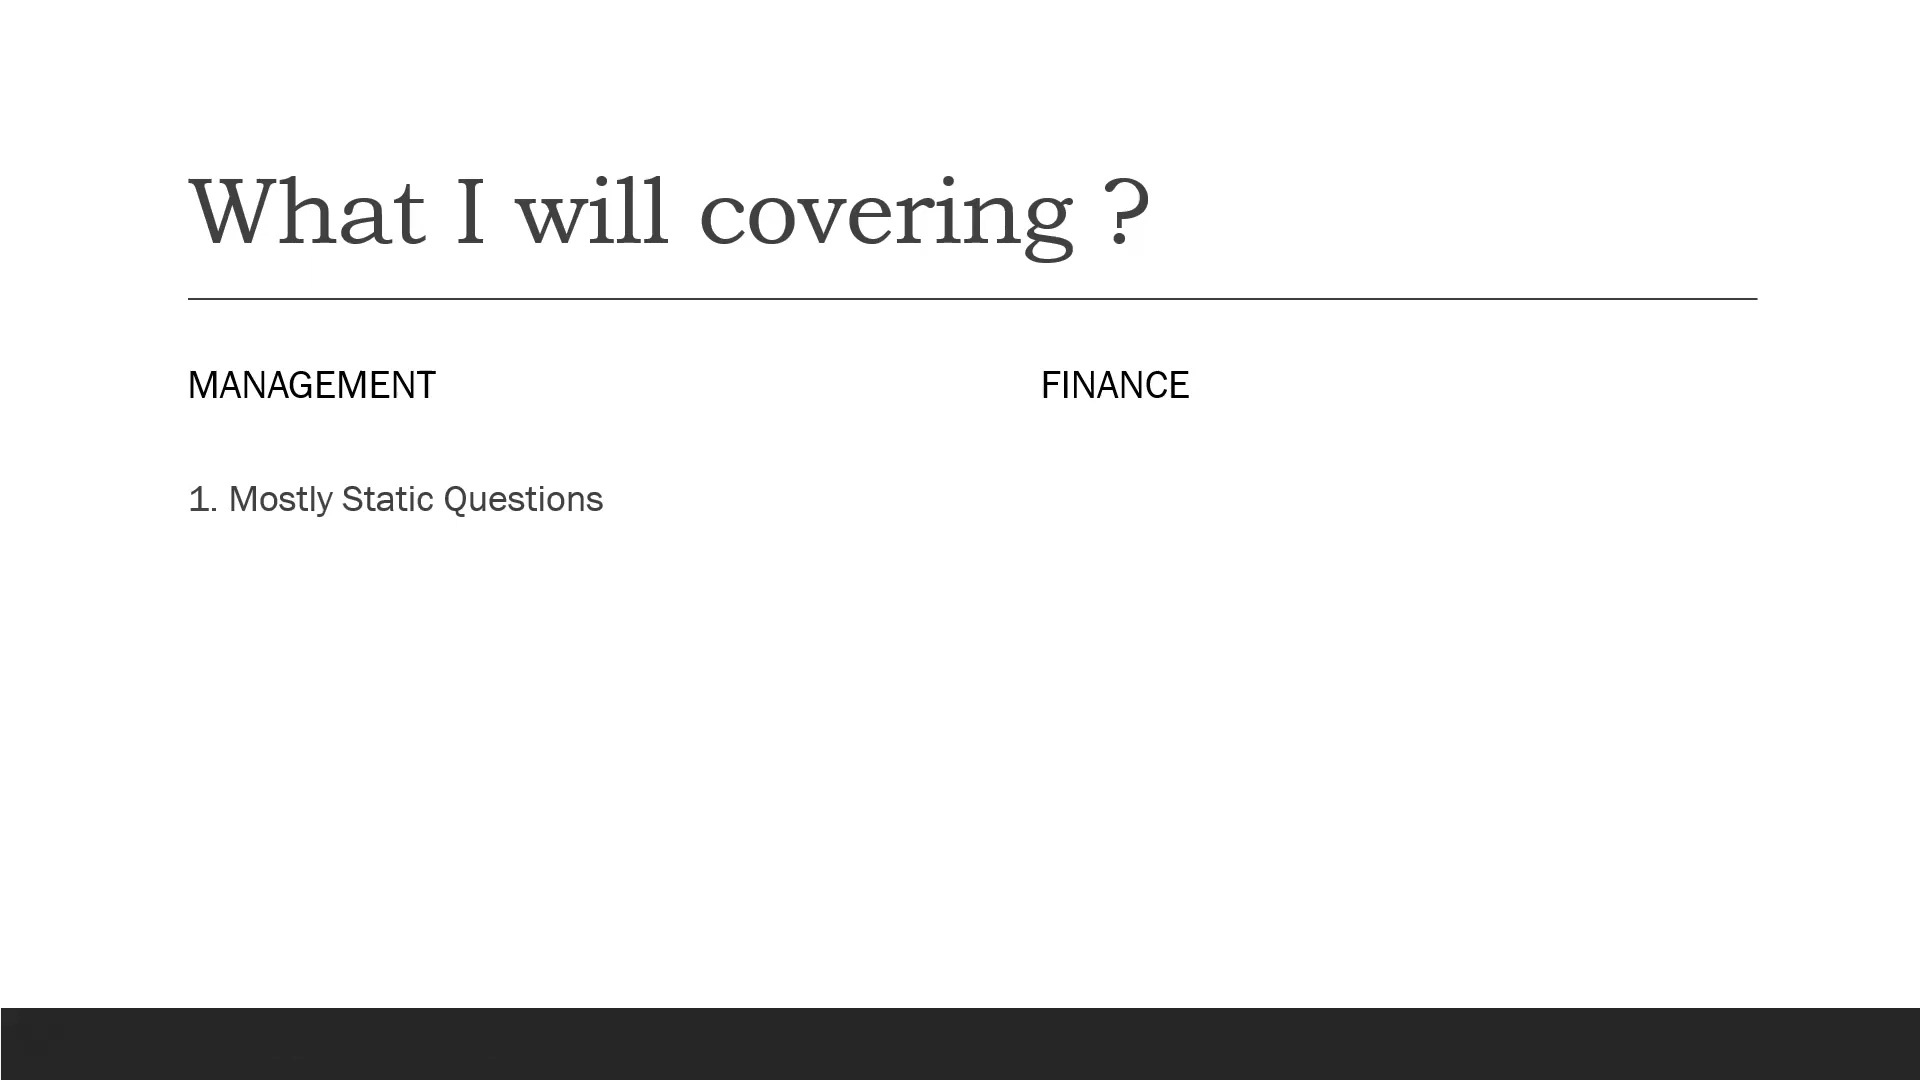 What I will covering ?
MANAGEMENT
1. Mostly Static Questions
FINANCE